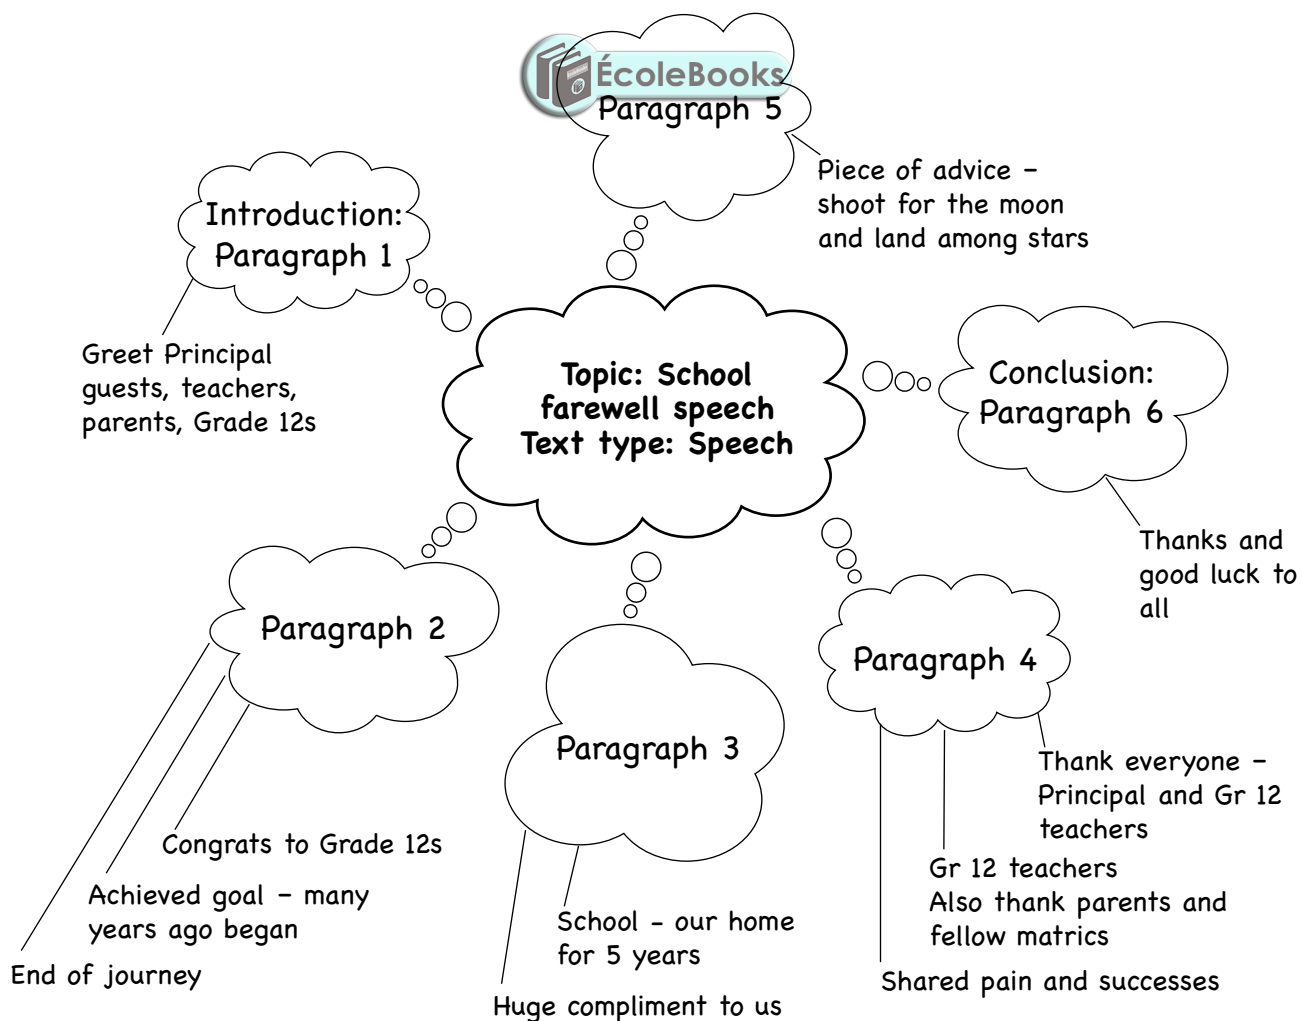 ÉcoleBooks
Paragraph 5
Piece of advice –
shoot for the moon
and land among stars
Introduction:
Paragraph 1
Greet Principal
guests, teachers,
parents, Grade 12s
Topic: School
farewell speech
Text type: Speech
Conclusion:
Paragraph 6
Thanks and
good luck to
all
Paragraph 2
Congrats to Grade 12s
Achieved goal – many
years ago began
End of journey
Paragraph 3
School – our home
for 5 years
Huge compliment to us
Paragraph 4
Thank everyone –
Principal and Gr 12
teachers
Gr 12 teachers
Also thank parents and
fellow matrics
Shared pain and successes